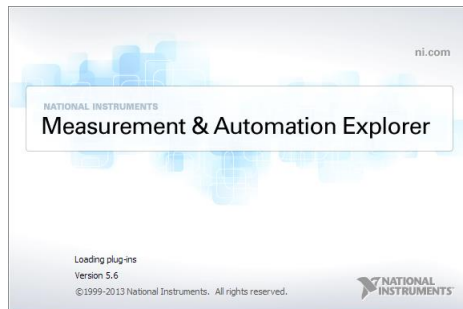 ni.com
NATIONAL INSTRUMENTS
Measurement & Automation Explorer
Loading plug-ins
Version 5.6
©1999-2013 National Instruments. All rights reserved.
NATIONAL
INSTRUMENTS™